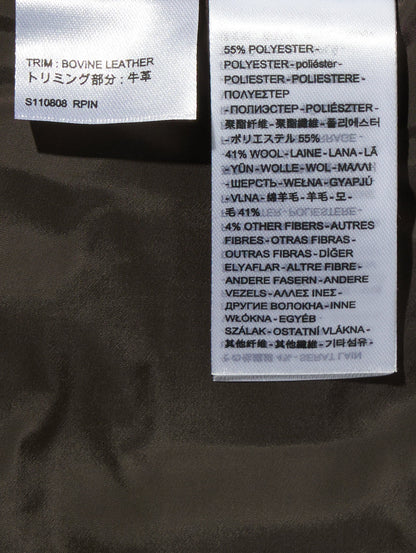 TRIM : BOVINE LEATHER
トリミング部分 : 牛革
S110808 RPIN
55% POLYESTER-
POLYESTER-poliéster-
POLIESTER-POLIESTERE-
ΠΟΛΥΕΣΤΕΡ
-ПОЛИЭСТЕР-POLIÉSZTER-
聚酯纤维-聚酯纖維-폴리에스터
-ポリエステル 55%
41% WOOL-LAINE-LANA-LÃ
-YÜN-WOLLE-WOL-ΜΑΛΛΙ
-ШЕРСТЬ-WEŁNA-GYAPJÚ
-VLNA-绵羊毛-羊毛-모-
毛 41%
4% OTHER FIBERS-AUTRES
FIBRES-OTRAS FIBRAS-
OUTRAS FIBRAS-DİĞER
ELYAFLAR-ALTRE FIBRE-
ANDERE FASERN-ANDERE
VEZELS-ΑΛΛΕΣ ΙΝΕΣ-
ДРУГИЕ ВОЛОКНА-INNE
WŁÓKNA-EGYÉB
SZÁLAK-OSTATNÍ VLÁKNA-
其他纤维-其他纖維-기타섬유-